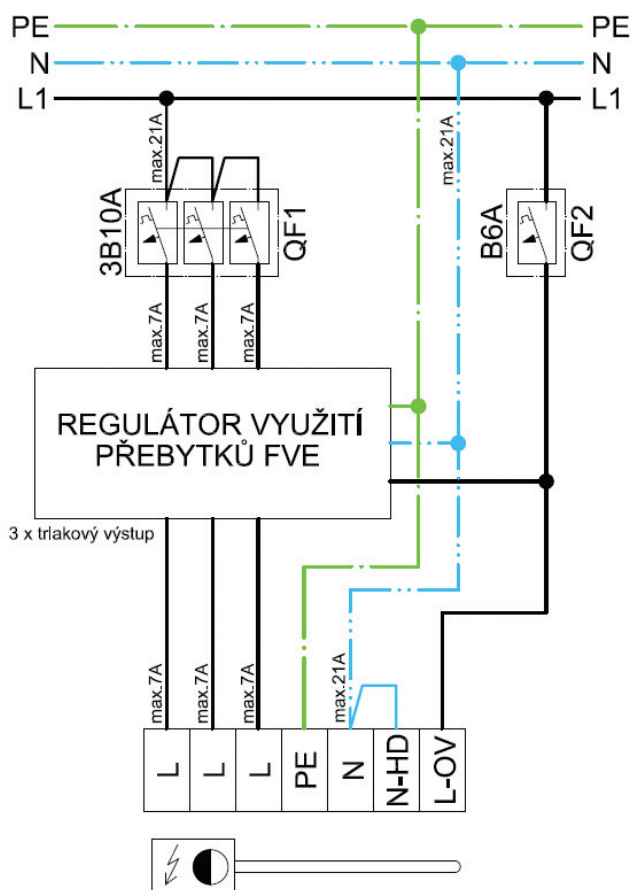 PE PE
N N
L1 L1
max.21A
max.21A
3B10A
QF1
B6A
QF2
max.7A
max.7A
max.7A
REGULÁTOR VYUŽITÍ
PŘEBYTKŮ FVE
3 x trlakový výstup
max.7A
max.7A
max.7A
max.21A
L L L PE N N-HD L-OV